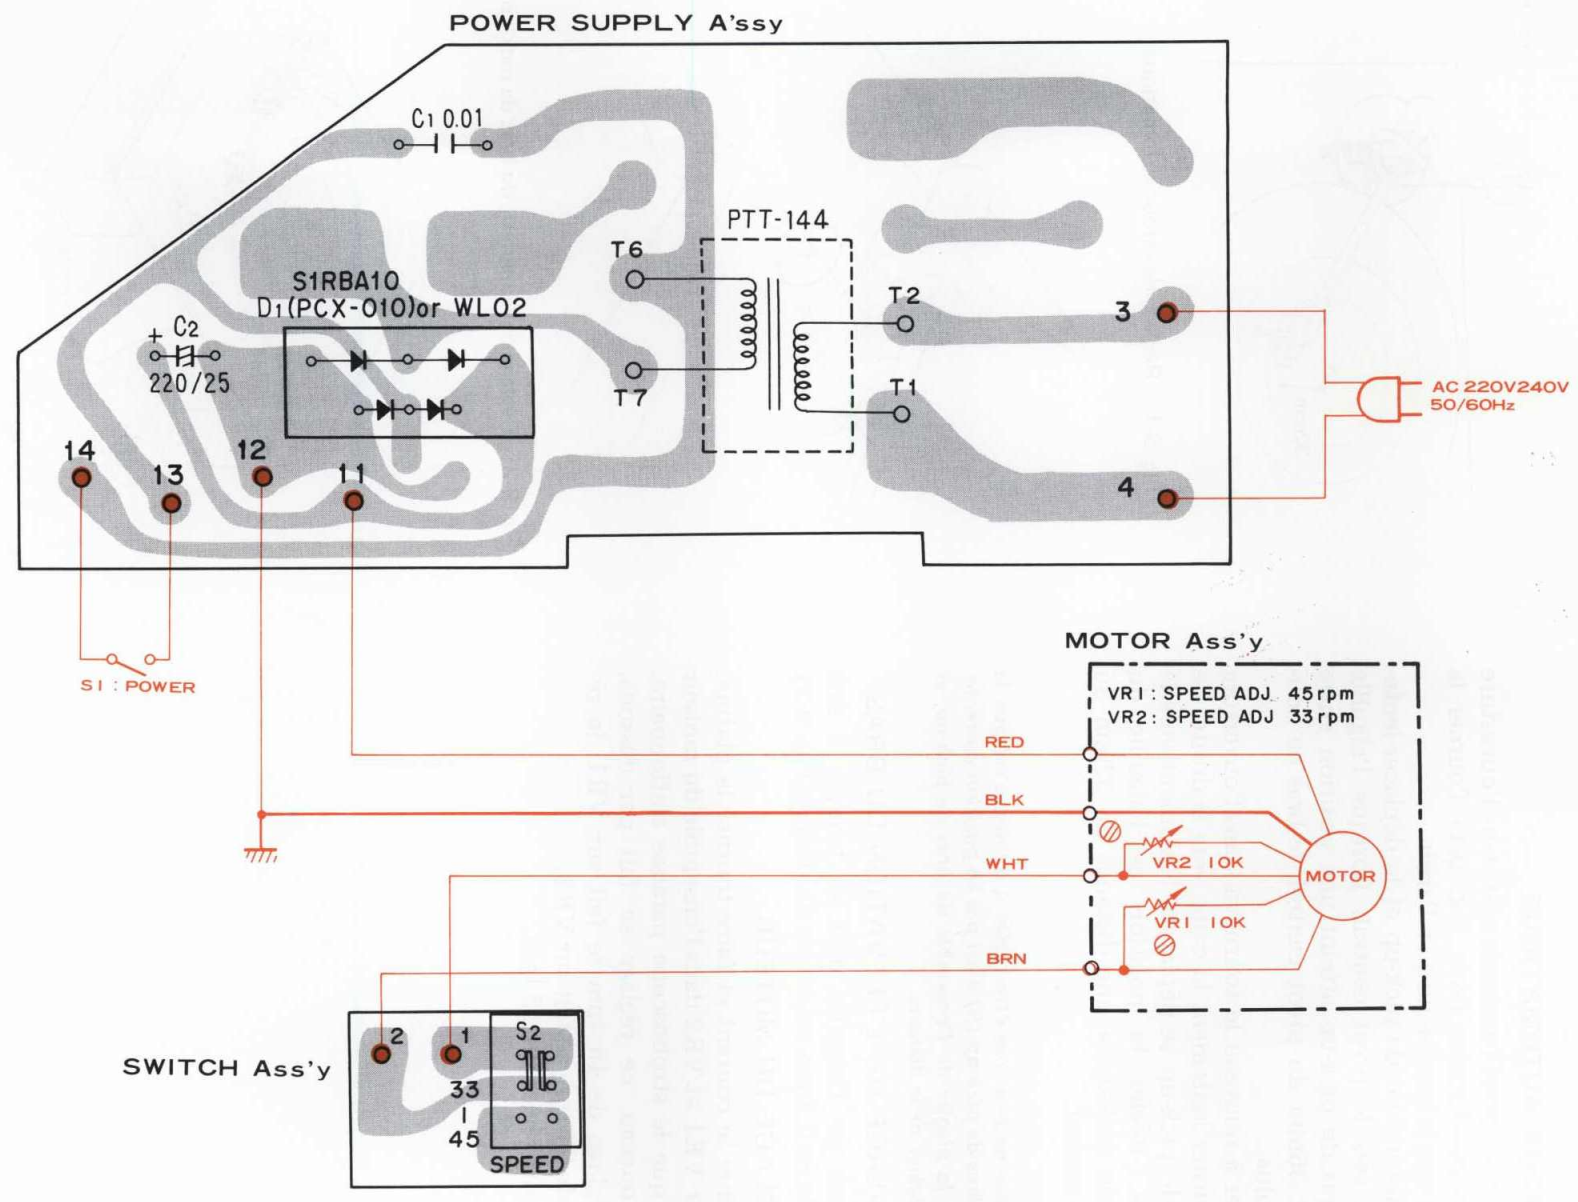 POWER SUPPLY A'ssy
C1 0.01
PTT-144
T6
S1RBA10
D1(PCX-010)or WL02
T2
3
+ C2
220/25
T7
T1
AC 220V240V
50/60Hz
14
13
12
11
4
S1 : POWER
MOTOR Ass'y
VR1 : SPEED ADJ 45rpm
VR2 : SPEED ADJ 33rpm
RED
BLK
WHT
VR2 10K
MOTOR
VR1 10K
BRN
SWITCH Ass'y
2
1
S2
33
45
SPEED